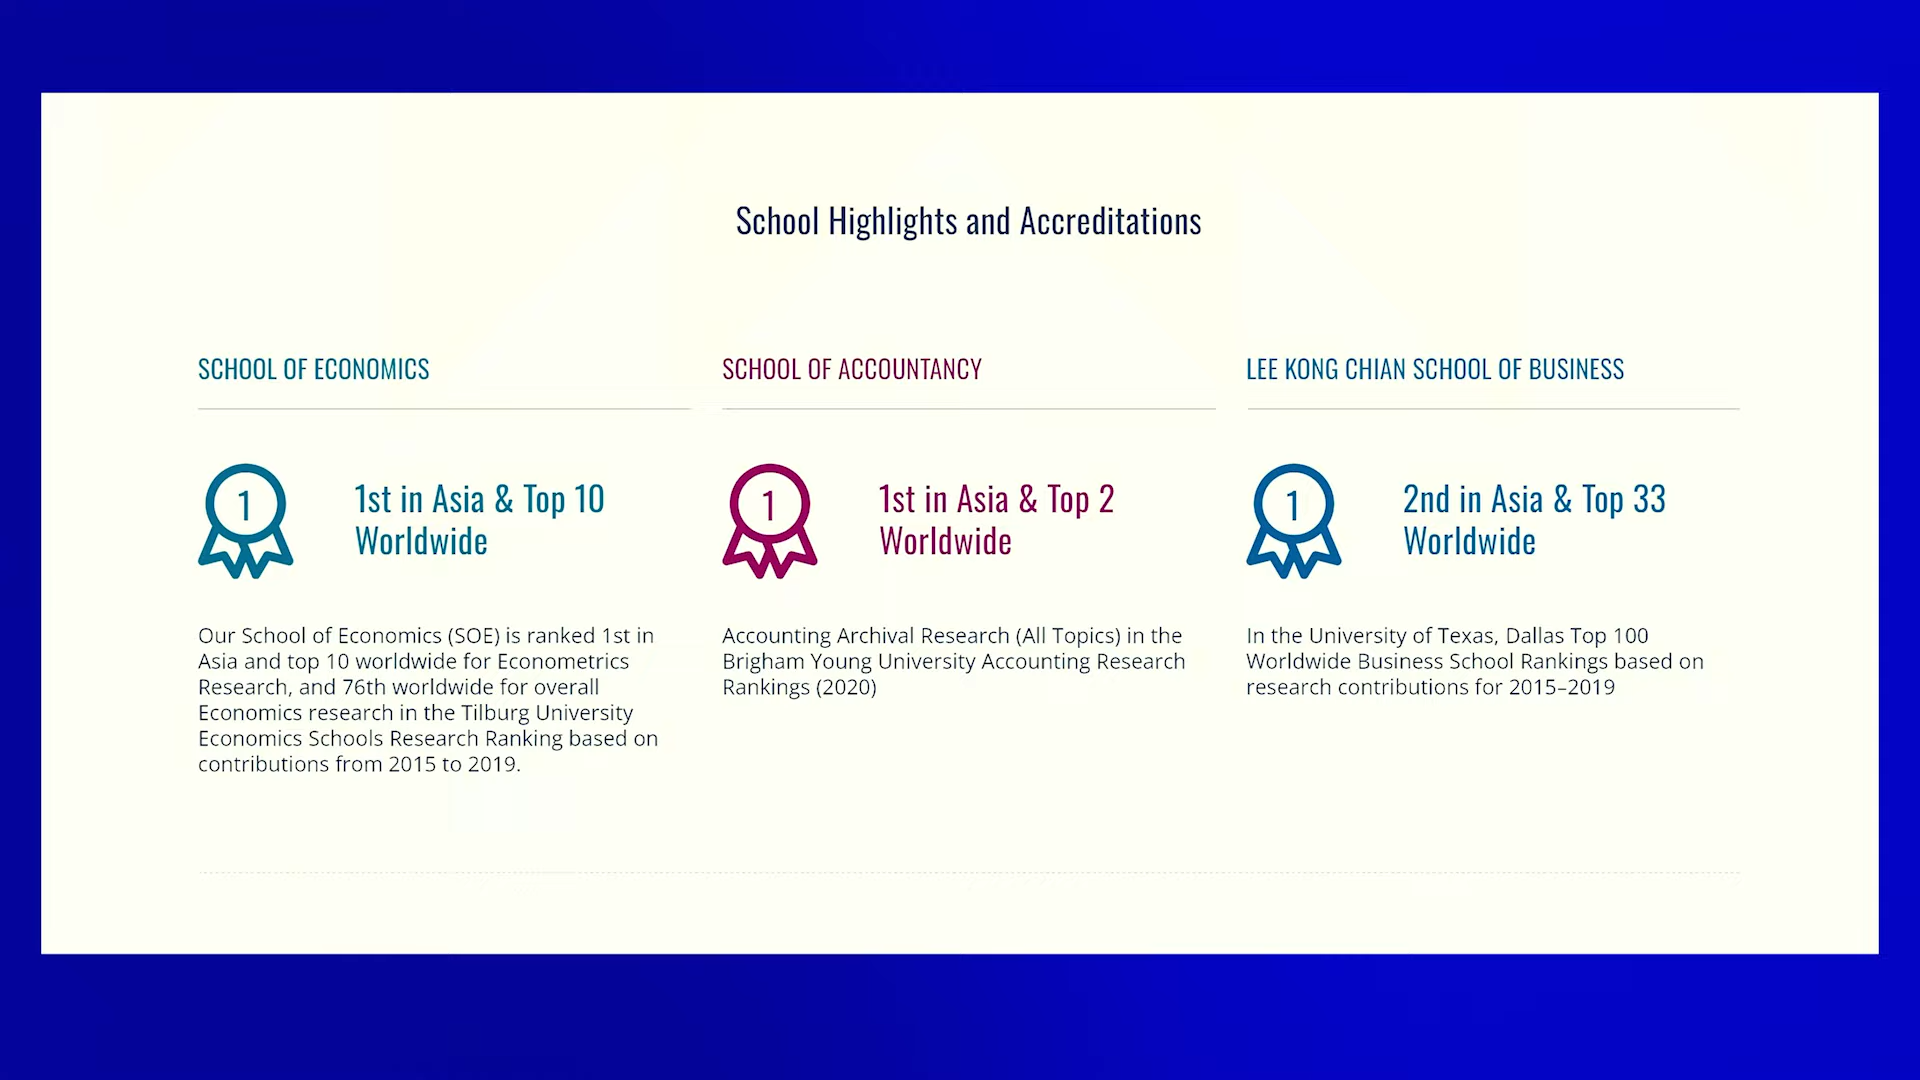 School Highlights and Accreditations
SCHOOL OF ECONOMICS
1
1st in Asia & Top 10
Worldwide
Our School of Economics (SOE) is ranked 1st in
Asia and top 10 worldwide for Econometrics
Research, and 76th worldwide for overall
Economics research in the Tilburg University
Economics Schools Research Ranking based on
contributions from 2015 to 2019.
SCHOOL OF ACCOUNTANCY
1
1st in Asia & Top 2
Worldwide
Accounting Archival Research (All Topics) in the
Brigham Young University Accounting Research
Rankings (2020)
LEE KONG CHIAN SCHOOL OF BUSINESS
1
2nd in Asia & Top 33
Worldwide
In the University of Texas, Dallas Top 100
Worldwide Business School Rankings based on
research contributions for 2015–2019